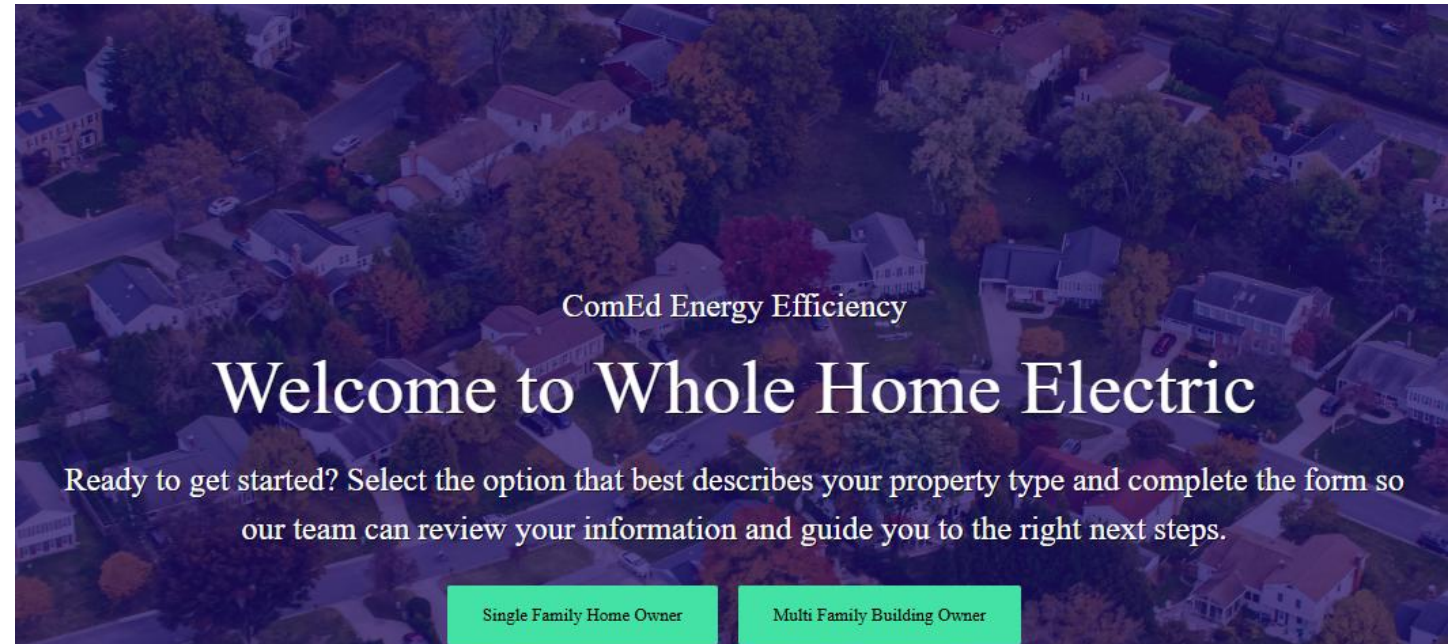 ComEd Energy Efficiency
Welcome to Whole Home Electric
Ready to get started? Select the option that best describes your property type and complete the form so
our team can review your information and guide you to the right next steps.
Single Family Home Owner
Multi Family Building Owner